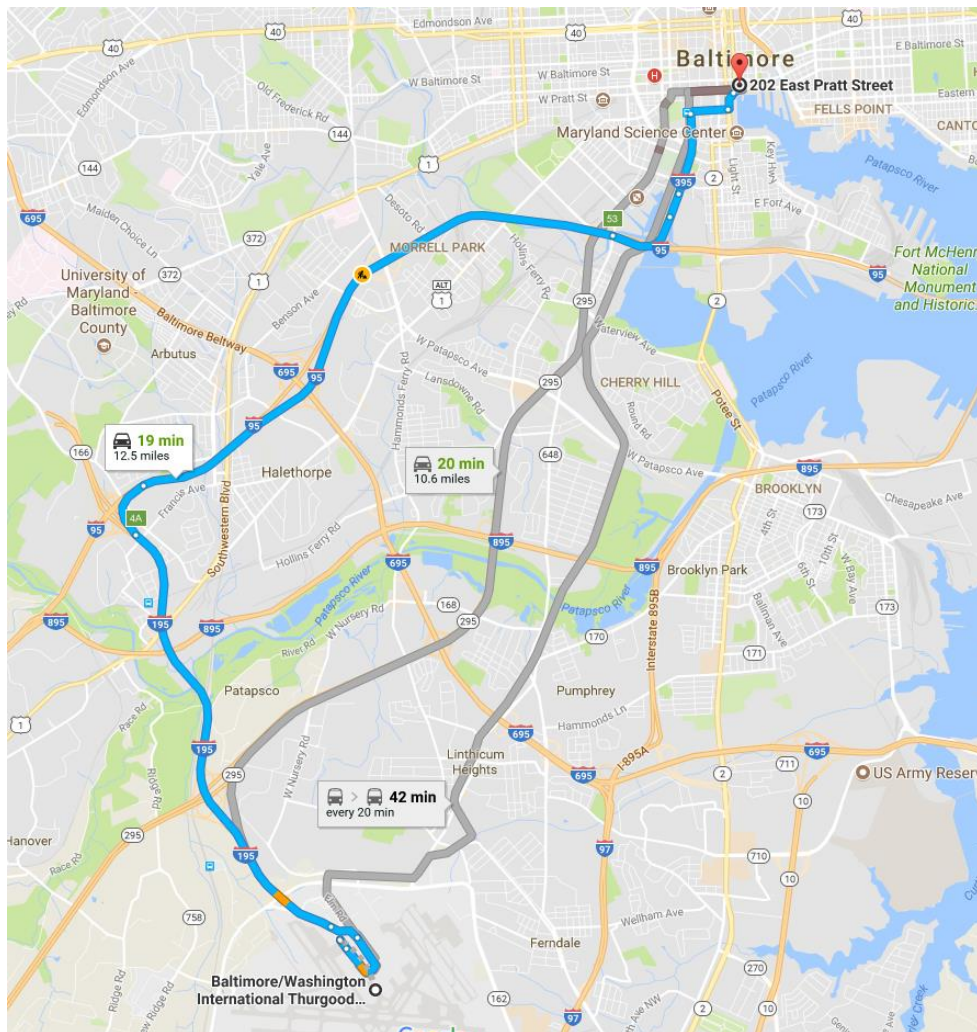 Edmondson Ave
40
40
Edmondson Ave
40
Baltimore
E Baltimore St
W Baltimore St
W Baltimore St
H
Old Frederick Rd
W Pratt St
202 East Pratt Street
Eastern
FELLS POINT
144
Maryland Science Center
CANTO
1
Yale Ave
144
Key Hwy
Light St
2
Patapsco River
395
695
Maiden Choice Ln
Desoto Rd
E Fort Ave
53
372
372
MORRELL PARK
Hollins Ferry Rd
95
Fort McHenr
National
Monument
and Historic
95
University of
Maryland-
Baltimore
County
1
ALT
1
295
2
Benson Ave
Waterview Ave
Baltimore Beltway
Arbutus
W Patapsco Ave
695
95
Lansdowne Rd
295
CHERRY HILL
Patapsco River
Potee St
Hammonds Ferry Rd
Round Rd
95
19 min
12.5 miles
166
20 min
10.6 miles
648
Halethorpe
W Patapsco Ave
895
Francis Ave
BROOKLYN
Chesapeake Ave
4A
95
Southwestern Blvd
173
4th St
10th St
Hollins Ferry Rd
895
695
895
Brooklyn Park
6th St
W Bay Ave
Patapsco River
W Nursery Rd
168
Patapsco River
Ballman Ave
173
895
195
895
295
170
Interstate 895B
171
River Rd
Patapsco
Pumphrey
Race Rd
1
Hammonds Ln
195
695
I-895A
695
Ridge Rd
W Nursery Rd
Linthicum
Heights
711
295
695
2
US Army Reserv
42 min
every 20 min
10
Hanover
295
97
195
710
Race Rd
10
758
Wellham Ave
Ferndale
270
Baltimore/Washington
International Thurgood...
162
Ridge Rd
97